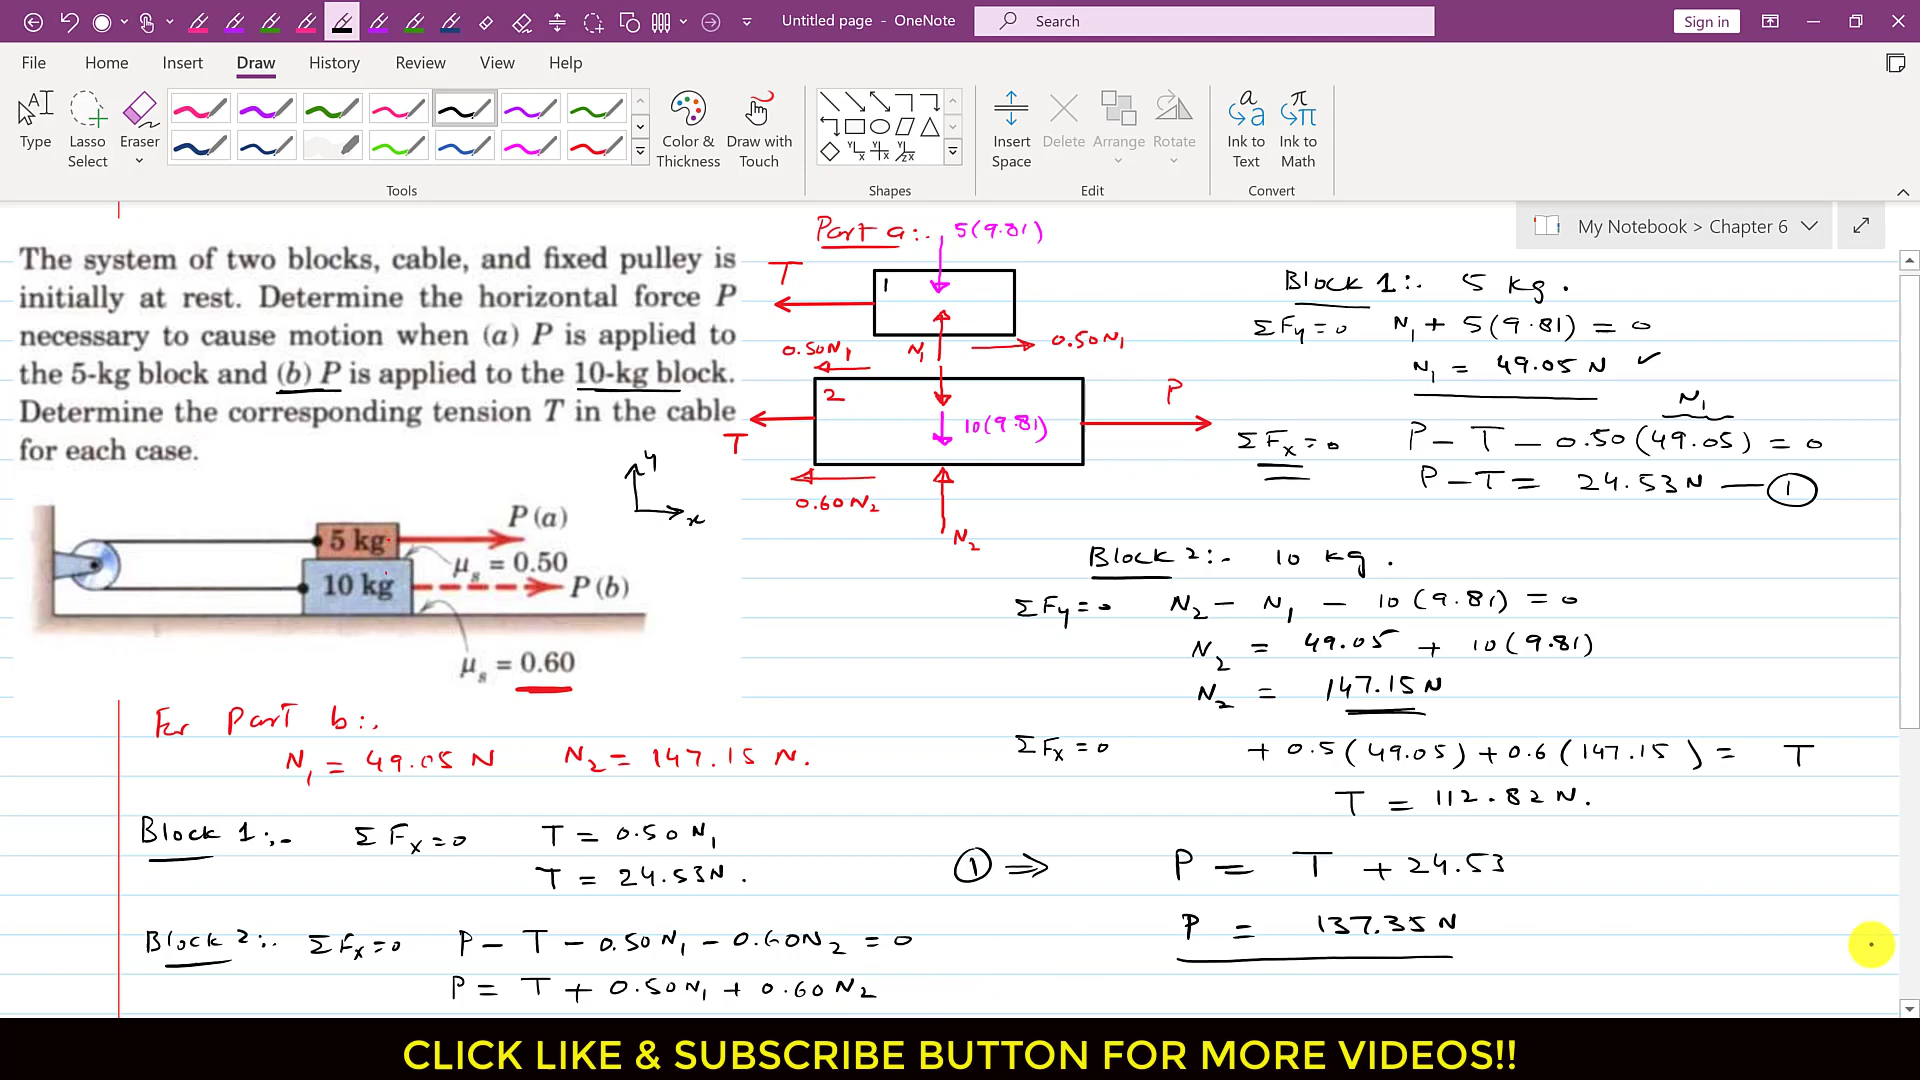 Untitled page - OneNote
Search
Sign in
File Home Insert Draw History Review View Help
Type
Lasso Select
Eraser
Color & Thickness
Draw with Touch
Insert Space
Delete
Arrange
Rotate
Ink to Text
Ink to Math
Tools
Shapes
Edit
Convert
My Notebook > Chapter 6
The system of two blocks, cable, and fixed pulley is
initially at rest. Determine the horizontal force P
necessary to cause motion when (a) P is applied to
the 5-kg block and (b) P is applied to the 10-kg block.
Determine the corresponding tension T in the cable
for each case.
P (a)
5 kg
μs = 0.50
10 kg
P (b)
μs = 0.60
y
x
Part a:.
5(9.81)
T
1
0.50N1
N1
0.50N1
2
P
10(9.81)
T
0.60N2
N2
Block 1:. 5 kg.
ΣFy=0 N1 + 5(9.81) = 0
N1 = 49.05 N ✓
N1
ΣFx=0 P - T - 0.50(49.05) = 0
P - T = 24.53N — ①
Block 2:- 10 kg.
ΣFy=0 N2 - N1 - 10(9.81) = 0
N2 = 49.05 + 10(9.81)
N2 = 147.15N
ΣFx=0 + 0.5(49.05) + 0.6(147.15) = T
T = 112.82N.
① ⇒ P = T + 24.53
P = 137.35N
For Part b:.
N1 = 49.05 N N2 = 147.15 N.
Block 1:- ΣFx=0 T = 0.50N1
T = 24.53N.
Block 2:. ΣFx=0 P - T - 0.50N1 - 0.60N2 = 0
P = T + 0.50N1 + 0.60N2
CLICK LIKE & SUBSCRIBE BUTTON FOR MORE VIDEOS!!